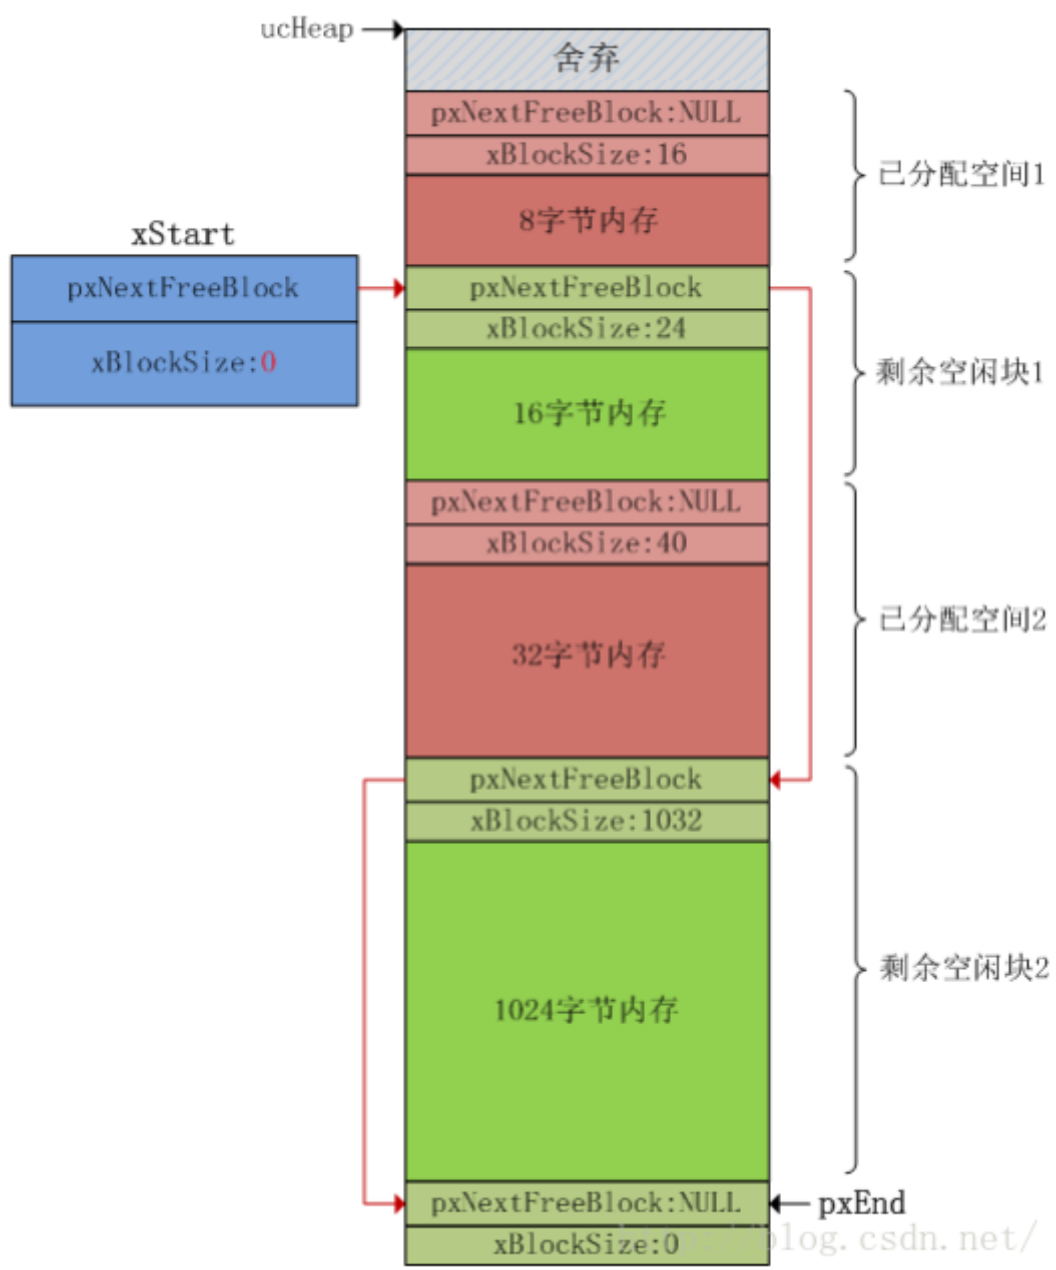 ucHeap
舍弃
pxNextFreeBlock:NULL
xBlockSize:16
8字节内存
已分配空间1
xStart
pxNextFreeBlock
xBlockSize:0
pxNextFreeBlock
xBlockSize:24
16字节内存
剩余空闲块1
pxNextFreeBlock:NULL
xBlockSize:40
32字节内存
已分配空间2
pxNextFreeBlock
xBlockSize:1032
1024字节内存
剩余空闲块2
pxNextFreeBlock:NULL
pxEnd
xBlockSize:0
blog.csdn.net/